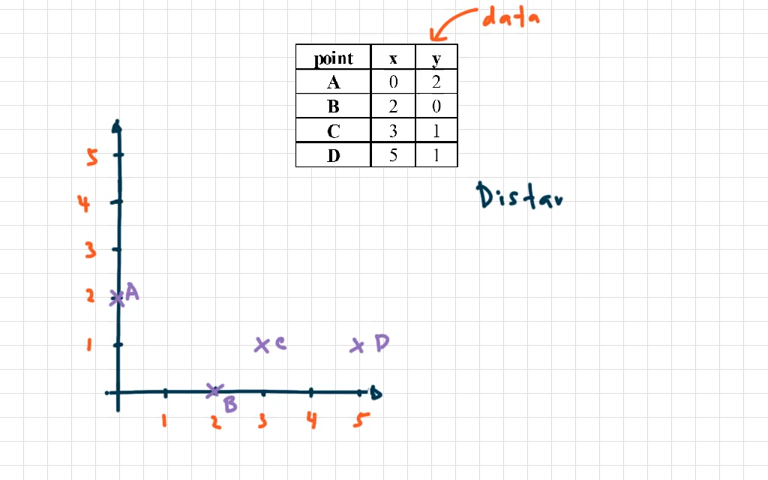 data
point x y
A 0 2
B 2 0
C 3 1
D 5 1
Distan
5
4
3
2 A
1 C D
B
1 2 3 4 5